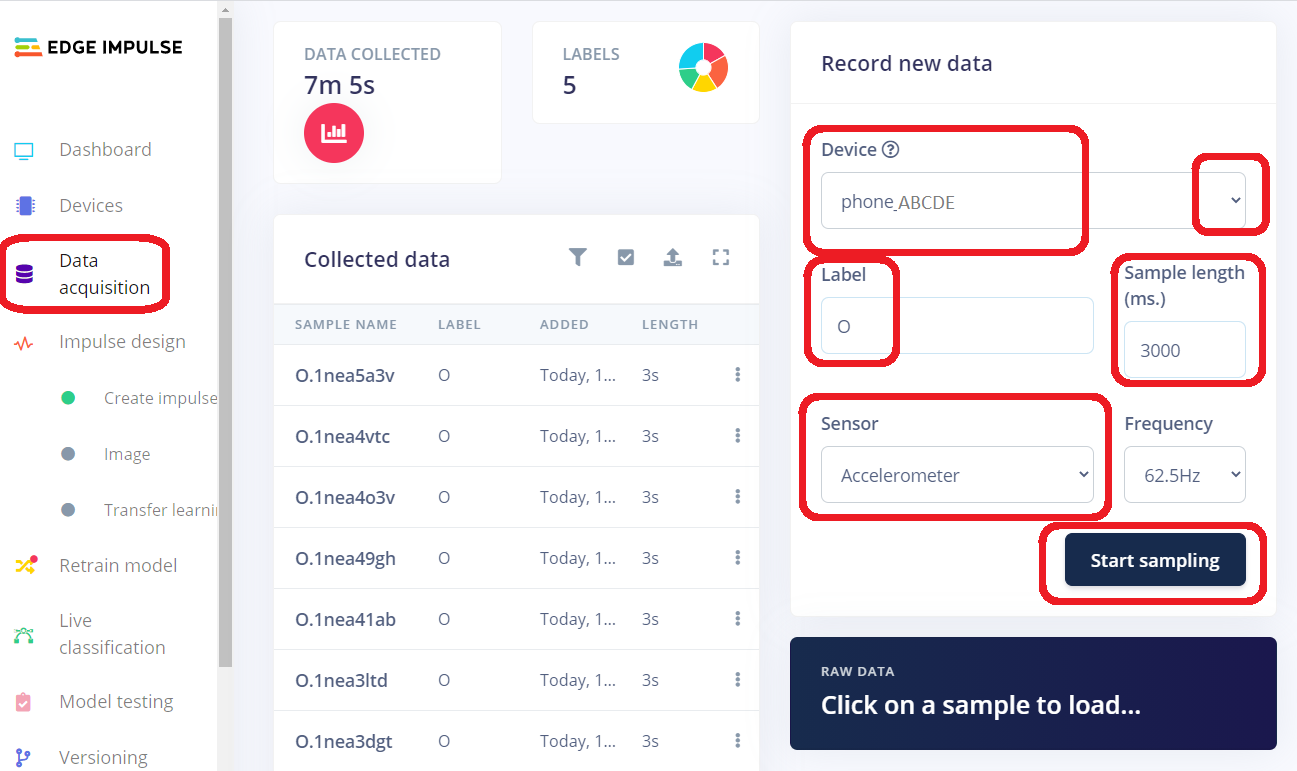 EDGE IMPULSE
Dashboard
Devices
Data
acquisition
Impulse design
Create impulse
Image
Transfer learni
Retrain model
Live
classification
Model testing
Versioning
DATA COLLECTED
7m 5s
LABELS
5
Collected data
SAMPLE NAME LABEL ADDED LENGTH
O.1nea5a3v O Today, 1... 3s
O.1nea4vtc O Today, 1... 3s
O.1nea4o3v O Today, 1... 3s
O.1nea49gh O Today, 1... 3s
O.1nea41ab O Today, 1... 3s
O.1nea3ltd O Today, 1... 3s
O.1nea3dgt O Today, 1... 3s
Record new data
Device ?
phone_ABCDE
Label
O
Sample length
(ms.)
3000
Sensor
Accelerometer
Frequency
62.5Hz
Start sampling
RAW DATA
Click on a sample to load...